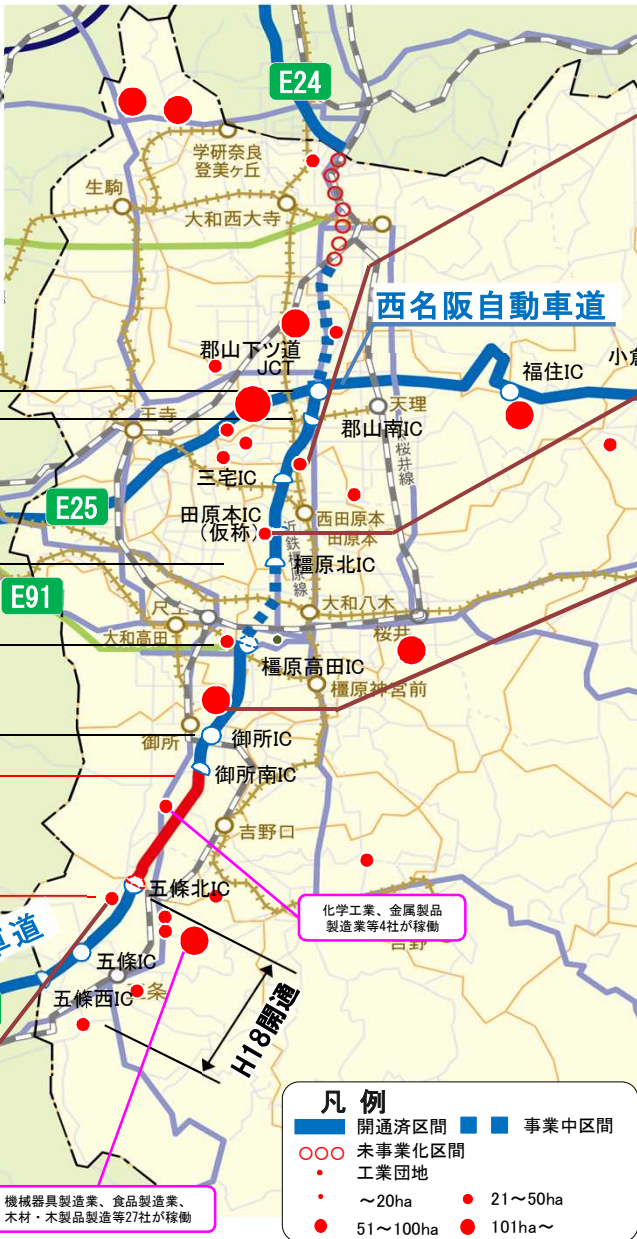 E24
学研奈良
登美ヶ丘
生駒
大和西大寺
西名阪自動車道
郡山下ツ道
JCT
福住IC
小倉
王寺
天理
郡山南IC
桜井線
三宅IC
E25
田原本IC
(仮称)
西田原本
田原本
近鉄橿原線
橿原北IC
E91
尺土
大和八木
大和高田
桜井
橿原高田IC
橿原神宮前
御所
御所IC
御所南IC
吉野口
五條北IC
化学工業、金属製品
製造業等4社が稼働
吉野
車道
五條IC
五条
五條西IC
H18開通
機械器具製造業、食品製造業、
木材・木製品製造等27社が稼働
凡 例
開通済区間 事業中区間
未事業化区間
工業団地
～20ha 21～50ha
51～100ha 101ha～